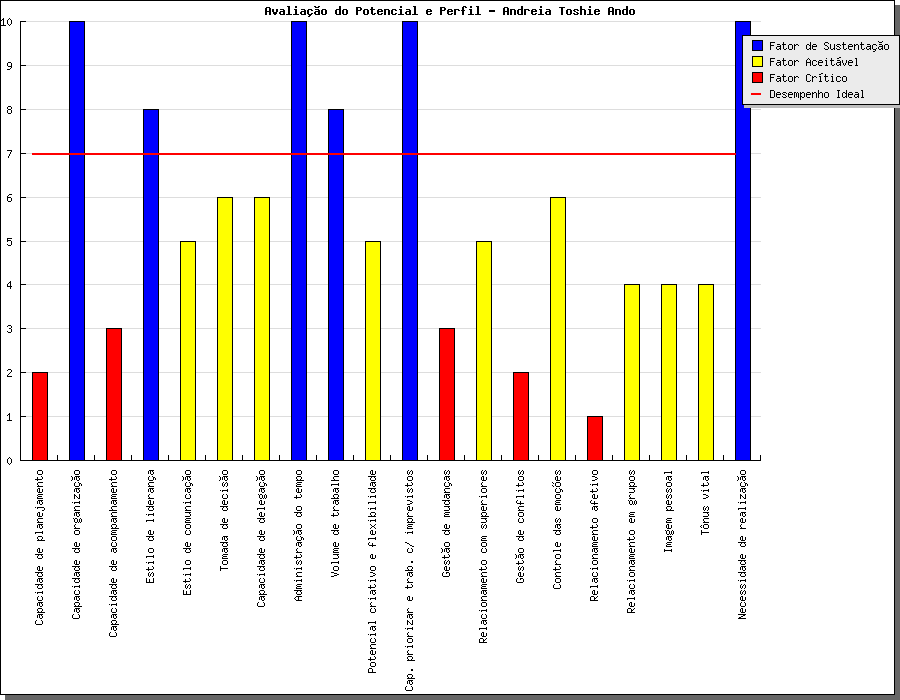 Avaliação do Potencial e Perfil - Andreia Toshie Ando
10
9
8
7
6
5
4
3
2
1
0
Fator de Sustentação
Fator Aceitável
Fator Crítico
Desempenho Ideal
Capacidade de planejamento
Capacidade de organização
Capacidade de acompanhamento
Estilo de liderança
Estilo de comunicação
Tomada de decisão
Capacidade de delegação
Administração do tempo
Volume de trabalho
Potencial criativo e flexibilidade
Cap. priorizar e trab. c/ imprevistos
Gestão de mudanças
Relacionamento com superiores
Gestão de conflitos
Controle das emoções
Relacionamento afetivo
Relacionamento em grupos
Imagem pessoal
Tônus vital
Necessidade de realização